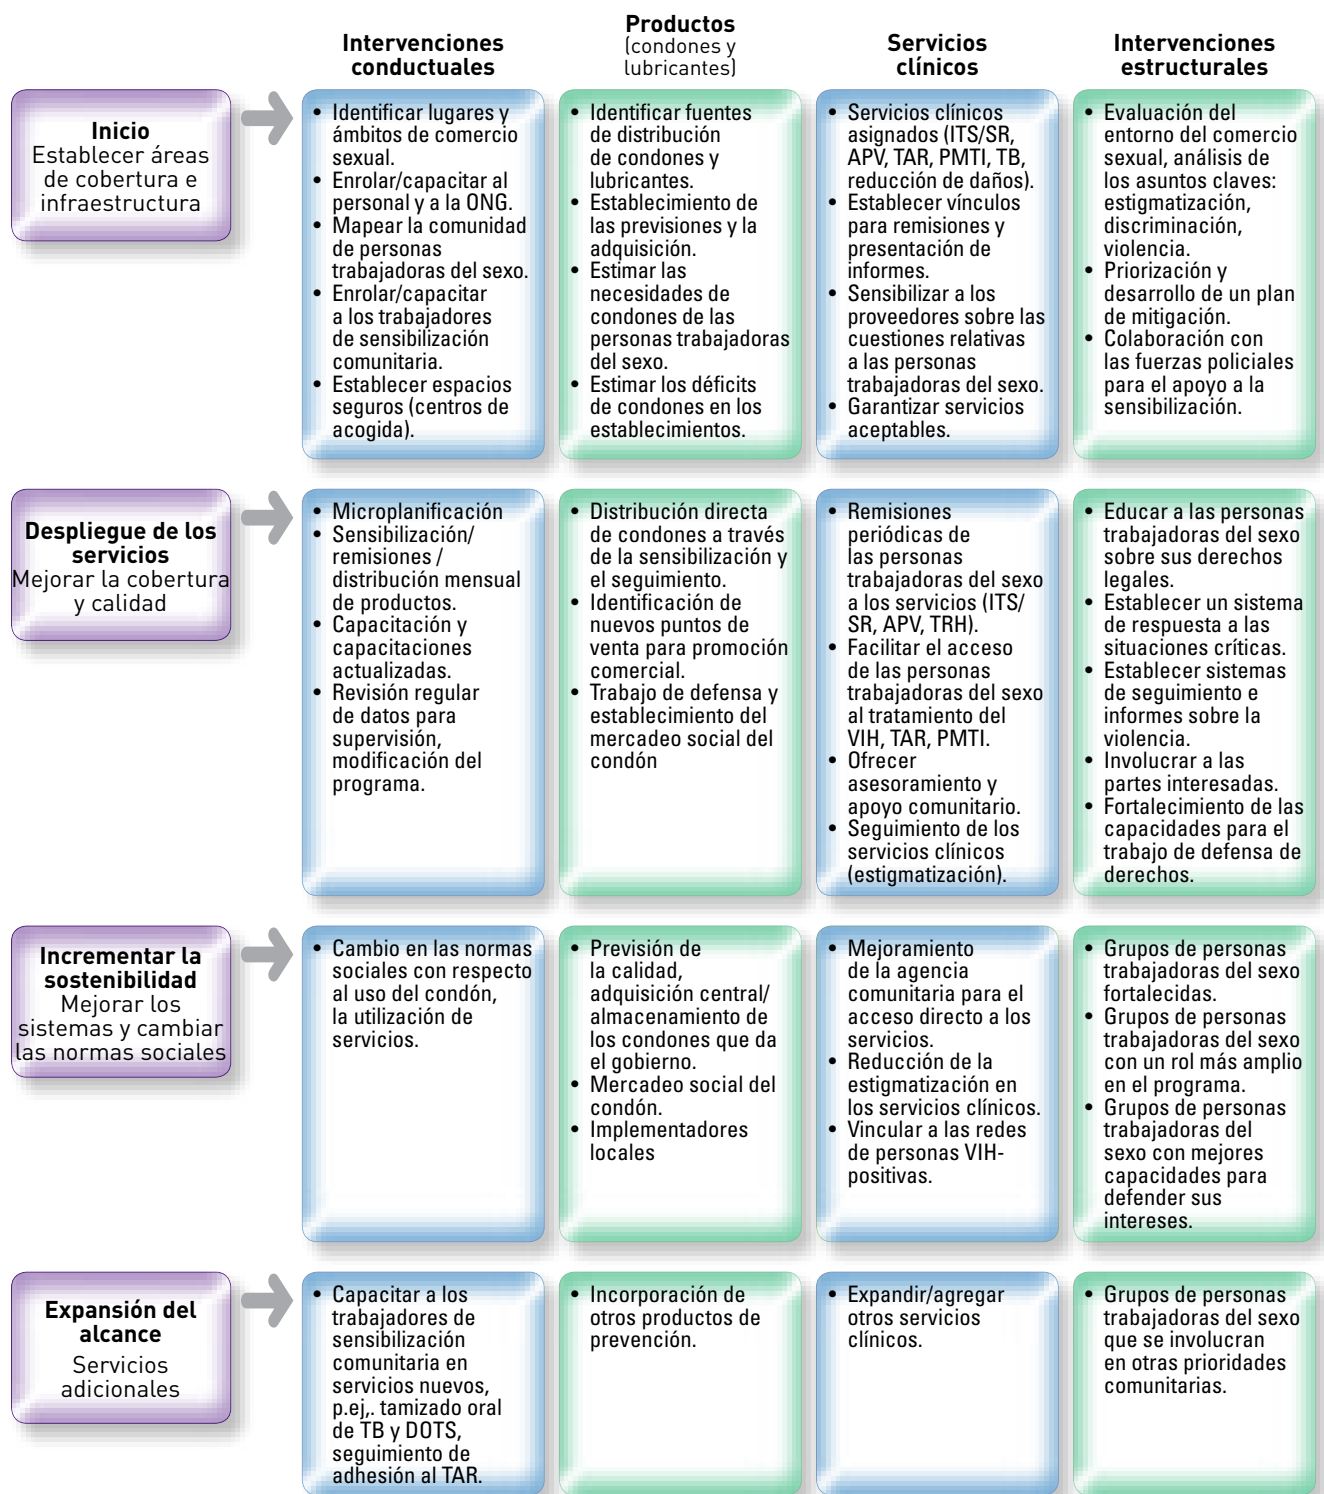 Intervenciones
conductuales
Productos
(condones y
lubricantes)
Servicios
clínicos
Intervenciones
estructurales
Inicio
Establecer áreas
de cobertura e
infraestructura
• Identificar lugares y
ámbitos de comercio
sexual.
• Enrolar/capacitar al
personal y a la ONG.
• Mapear la comunidad
de personas
trabajadoras del sexo.
• Enrolar/capacitar
a los trabajadores
de sensibilización
comunitaria.
• Establecer espacios
seguros (centros de
acogida).
• Identificar fuentes
de distribución
de condones y
lubricantes.
• Establecimiento de
las previsiones y la
adquisición.
• Estimar las
necesidades de
condones de las
personas trabajadoras
del sexo.
• Estimar los déficits
de condones en los
establecimientos.
• Servicios clínicos
asignados (ITS/SR,
APV, TAR, PMTI, TB,
reducción de daños).
• Establecer vínculos
para remisiones y
presentación de
informes.
• Sensibilizar a los
proveedores sobre las
cuestiones relativas
a las personas
trabajadoras del sexo.
• Garantizar servicios
aceptables.
• Evaluación del
entorno del comercio
sexual, análisis de
los asuntos claves:
estigmatización,
discriminación,
violencia.
• Priorización y
desarrollo de un plan
de mitigación.
• Colaboración con
las fuerzas policiales
para el apoyo a la
sensibilización.
Despliegue de los
servicios
Mejorar la cobertura
y calidad
• Microplanificación
• Sensibilización/
remisiones /
distribución mensual
de productos.
• Capacitación y
capacitaciones
actualizadas.
• Revisión regular
de datos para
supervisión,
modificación del
programa.
• Distribución directa
de condones a través
de la sensibilización y
el seguimiento.
• Identificación de
nuevos puntos de
venta para promoción
comercial.
• Trabajo de defensa y
establecimiento del
mercadeo social del
condón
• Remisiones
periódicas de
las personas
trabajadoras del sexo
a los servicios (ITS/
SR, APV, TRH).
• Facilitar el acceso
de las personas
trabajadoras del sexo
al tratamiento del
VIH, TAR, PMTI.
• Ofrecer
asesoramiento y
apoyo comunitario.
• Seguimiento de los
servicios clínicos
(estigmatización).
• Educar a las personas
trabajadoras del sexo
sobre sus derechos
legales.
• Establecer un sistema
de respuesta a las
situaciones críticas.
• Establecer sistemas
de seguimiento e
informes sobre la
violencia.
• Involucrar a las
partes interesadas.
• Fortalecimiento de las
capacidades para el
trabajo de defensa de
derechos.
Incrementar la
sostenibilidad
Mejorar los
sistemas y cambiar
las normas sociales
• Cambio en las normas
sociales con respecto
al uso del condón,
la utilización de
servicios.
• Previsión de
la calidad,
adquisición central/
almacenamiento de
los condones que da
el gobierno.
• Mercadeo social del
condón.
• Implementadores
locales
• Mejoramiento
de la agencia
comunitaria para el
acceso directo a los
servicios.
• Reducción de la
estigmatización en
los servicios clínicos.
• Vincular a las redes
de personas VIH-
positivas.
• Grupos de personas
trabajadoras del sexo
fortalecidas.
• Grupos de personas
trabajadoras del sexo
con un rol más amplio
en el programa.
• Grupos de personas
trabajadoras del
sexo con mejores
capacidades para
defender sus
intereses.
Expansión del
alcance
Servicios
adicionales
• Capacitar a los
trabajadores de
sensibilización
comunitaria en
servicios nuevos,
p.ej,. tamizado oral
de TB y DOTS,
seguimiento de
adhesión al TAR.
• Incorporación de
otros productos de
prevención.
• Expandir/agregar
otros servicios
clínicos.
• Grupos de personas
trabajadoras del sexo
que se involucran
en otras prioridades
comunitarias.